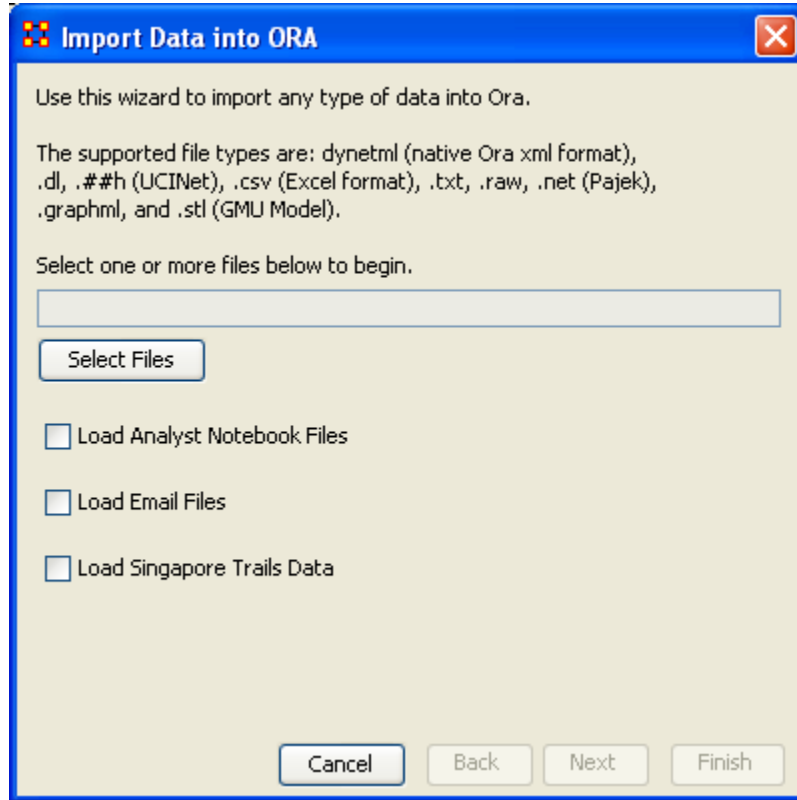 Import Data into ORA
Use this wizard to import any type of data into Ora.
The supported file types are: dynetml (native Ora xml format),
.dl, .##h (UCINet), .csv (Excel format), .txt, .raw, .net (Pajek),
.graphml, and .stl (GMU Model).
Select one or more files below to begin.
Select Files
Load Analyst Notebook Files
Load Email Files
Load Singapore Trails Data
Cancel Back Next Finish